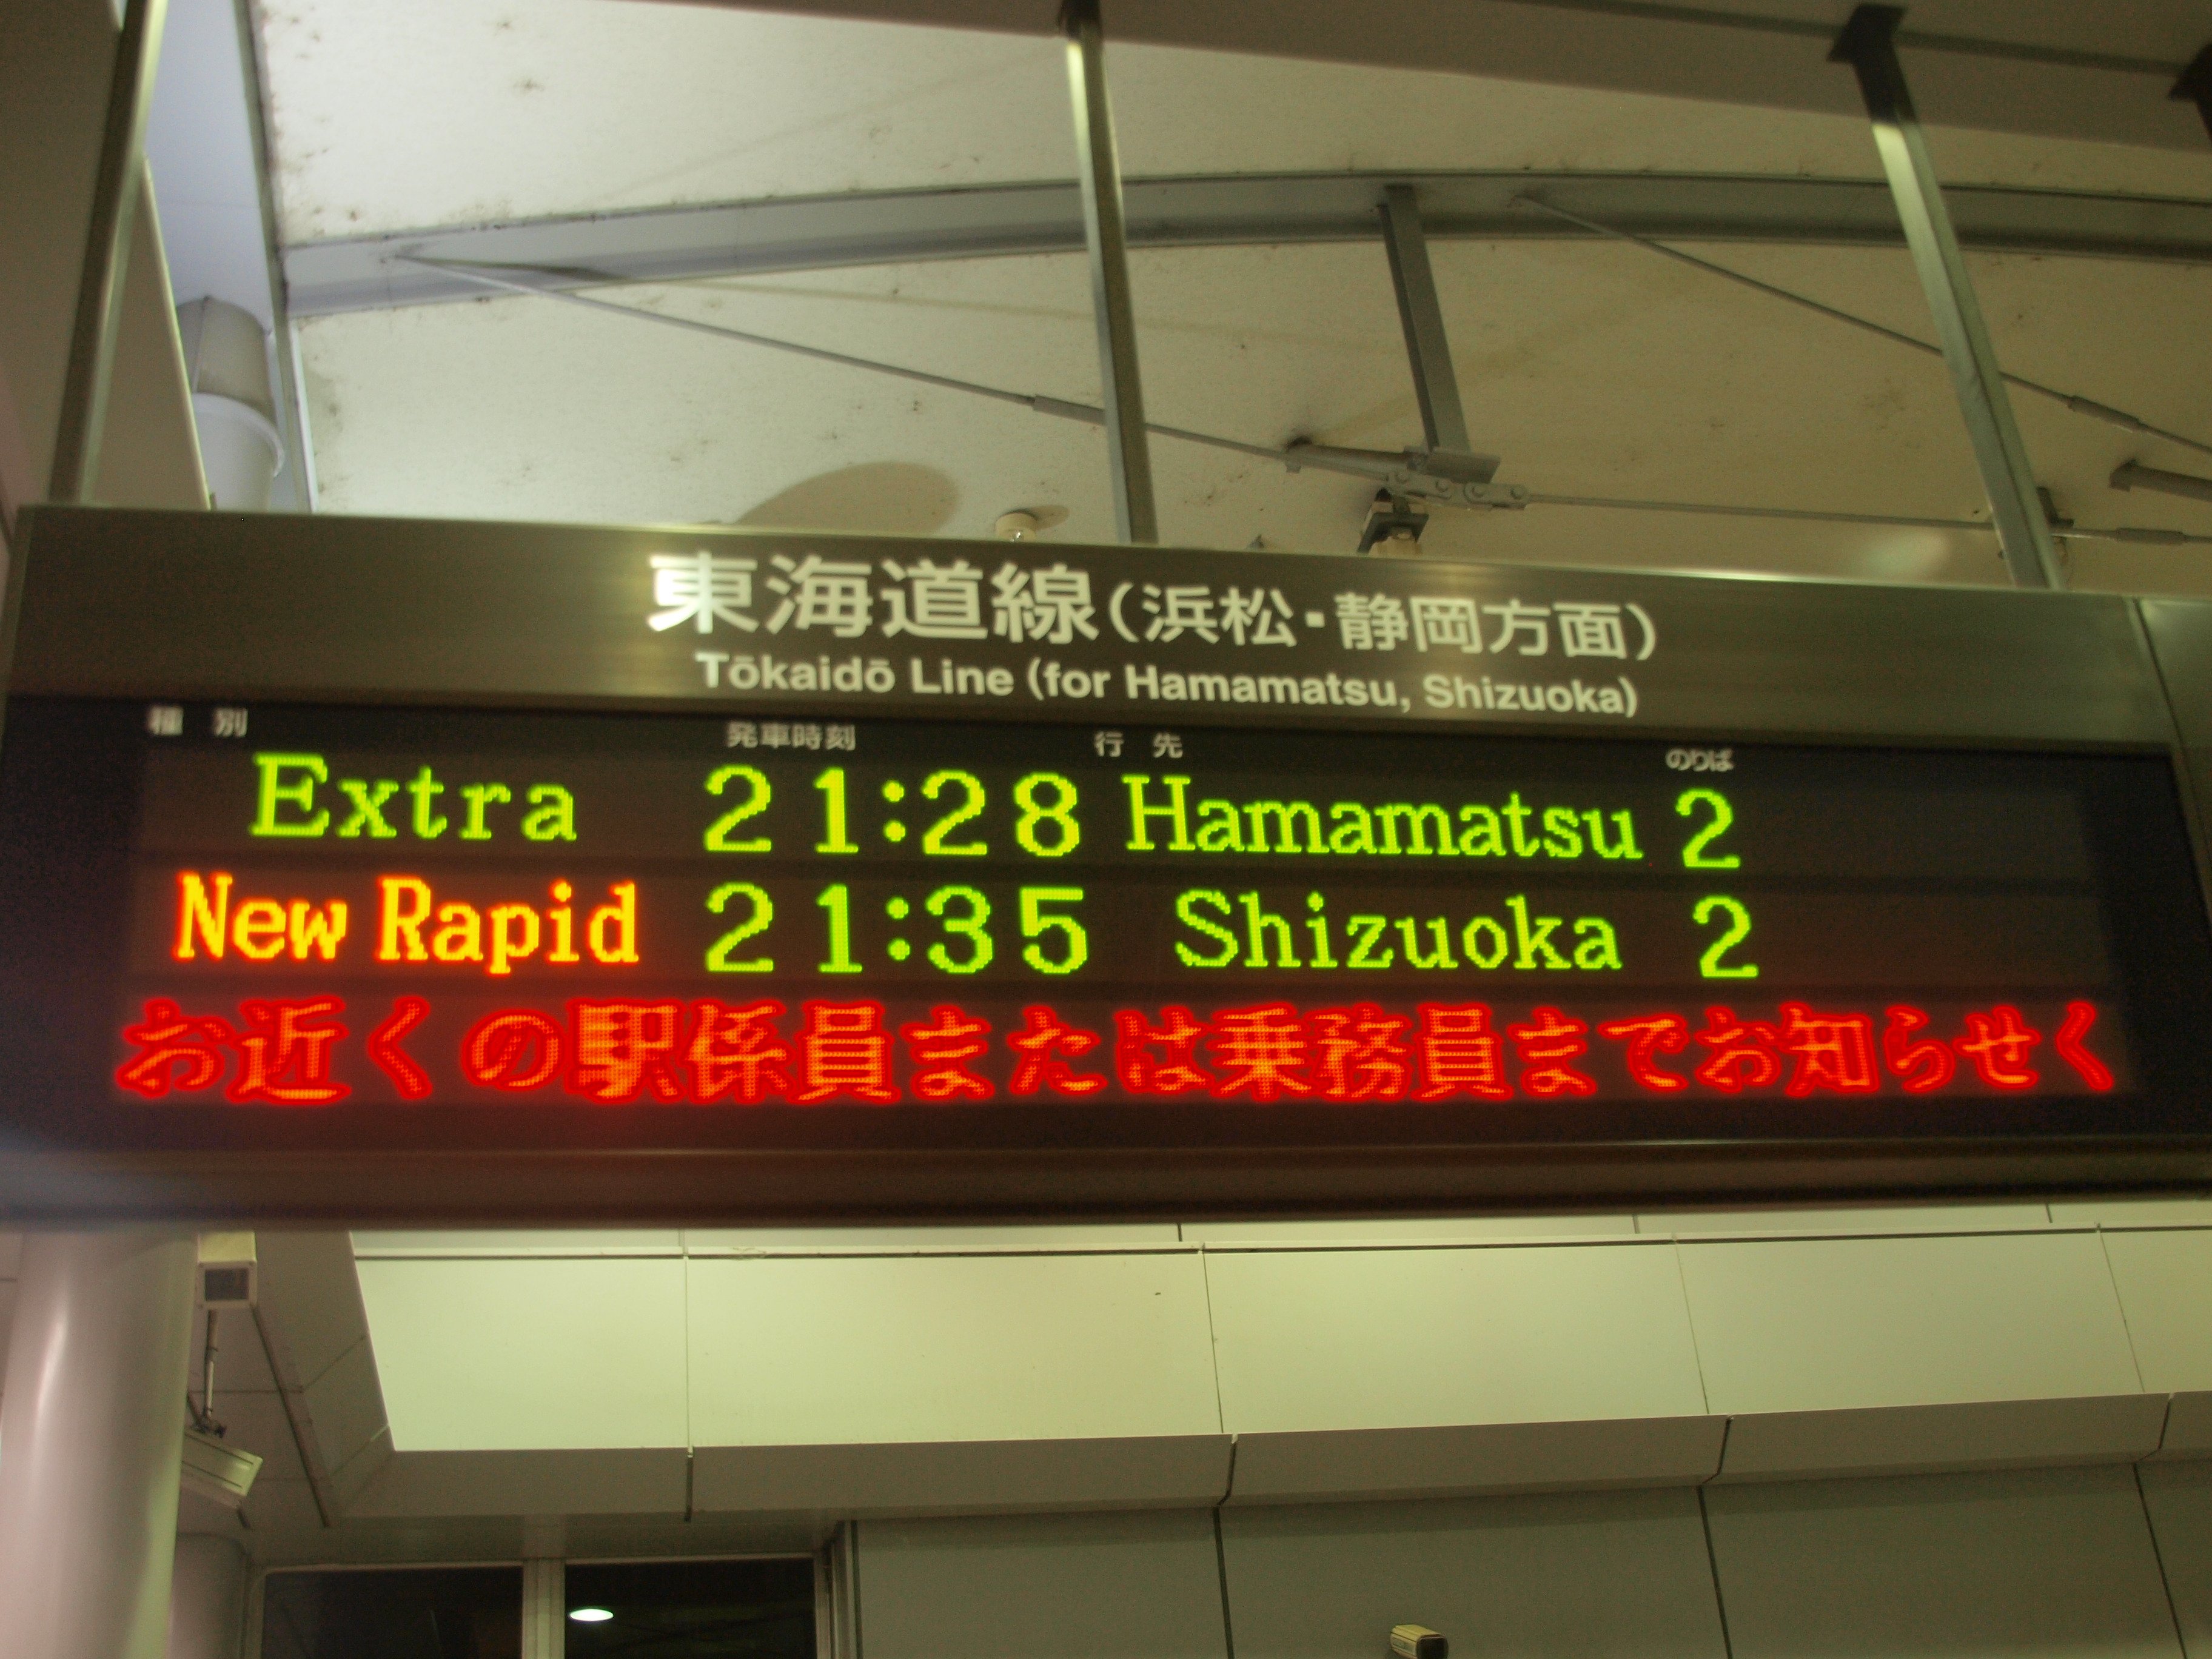 東海道線(浜松・静岡方面)
Tōkaidō Line (for Hamamatsu, Shizuoka)
種 別 発車時刻 行 先 のりば
Extra 21:28 Hamamatsu 2
New Rapid 21:35 Shizuoka 2
お近くの駅係員または乗務員までお知らせく